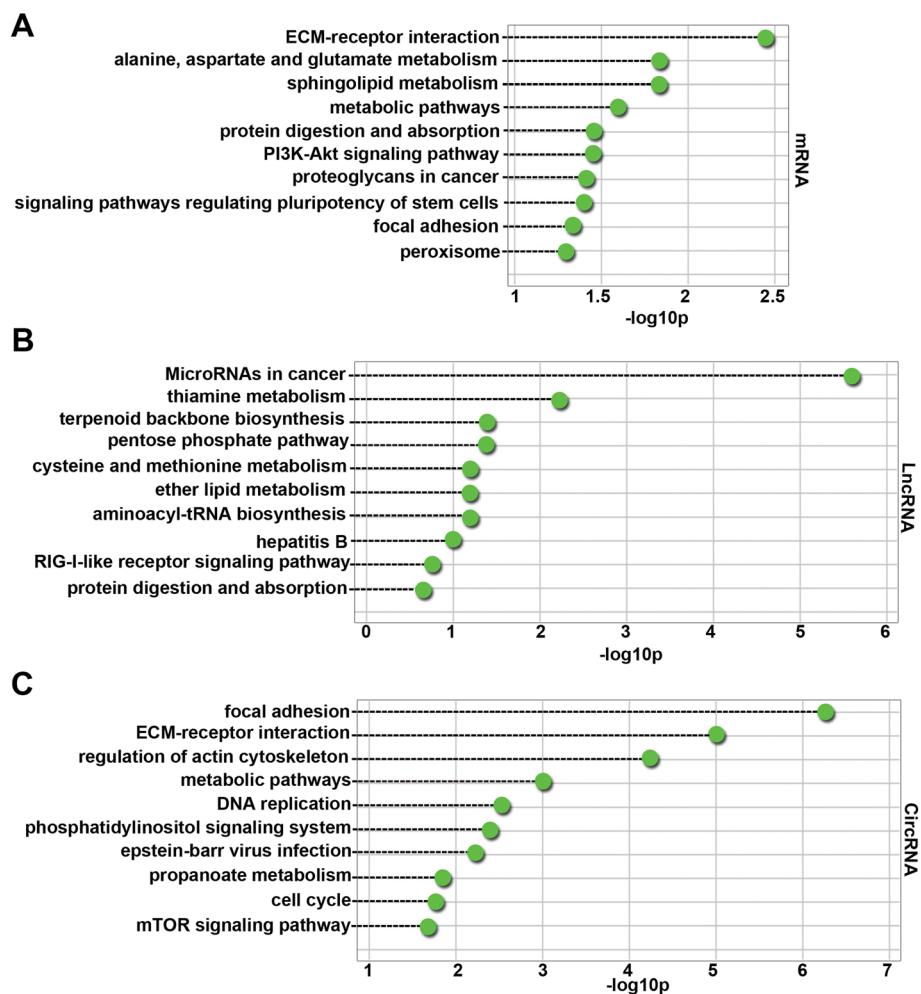 A
ECM-receptor interaction
alanine, aspartate and glutamate metabolism
sphingolipid metabolism
metabolic pathways
protein digestion and absorption
PI3K-Akt signaling pathway
proteoglycans in cancer
signaling pathways regulating pluripotency of stem cells
focal adhesion
peroxisome
mRNA
1 1.5 2 2.5
-log10p
B
MicroRNAs in cancer
thiamine metabolism
terpenoid backbone biosynthesis
pentose phosphate pathway
cysteine and methionine metabolism
ether lipid metabolism
aminoacyl-tRNA biosynthesis
hepatitis B
RIG-I-like receptor signaling pathway
protein digestion and absorption
LncRNA
0 1 2 3 4 5 6
-log10p
C
focal adhesion
ECM-receptor interaction
regulation of actin cytoskeleton
metabolic pathways
DNA replication
phosphatidylinositol signaling system
epstein-barr virus infection
propanoate metabolism
cell cycle
mTOR signaling pathway
CircRNA
1 2 3 4 5 6 7
-log10p